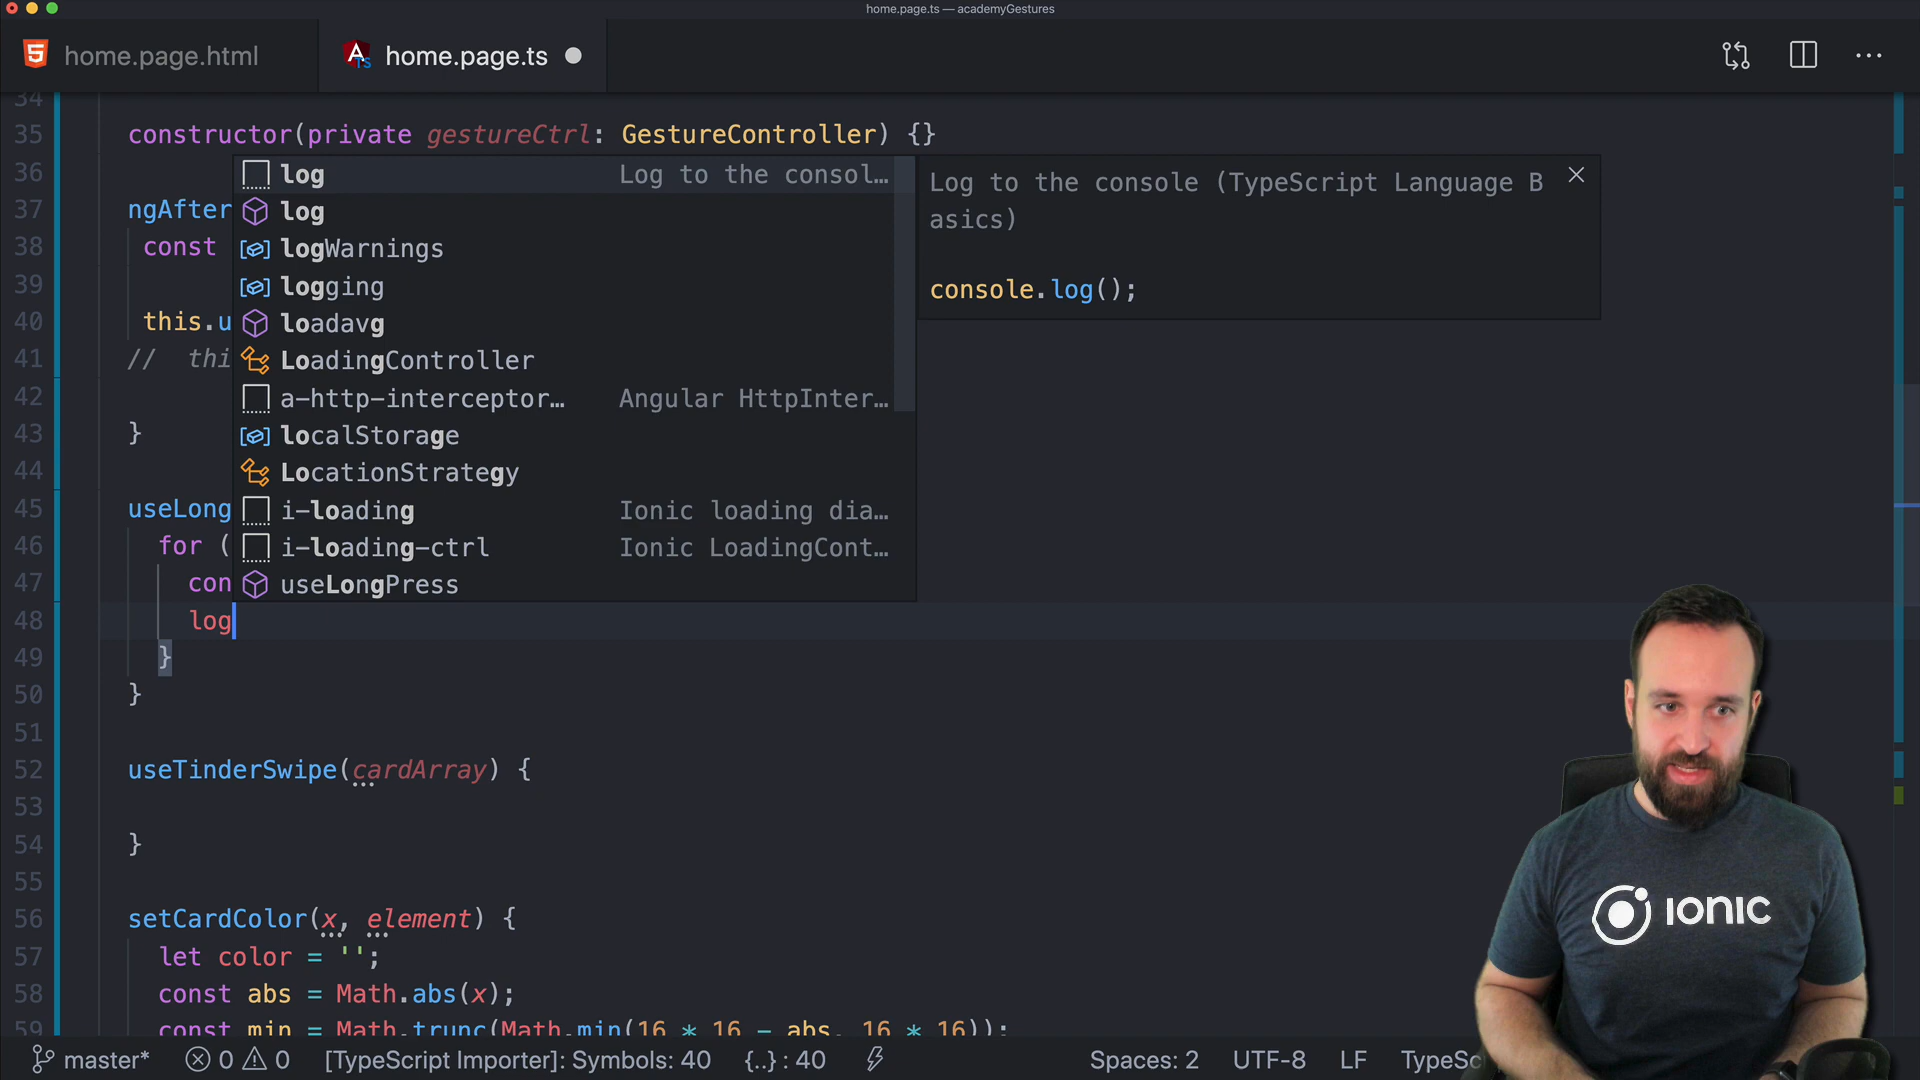 home.page.ts — academyGestures
home.page.html
home.page.ts
34
35 constructor(private gestureCtrl: GestureController) {}
36
37 ngAfter
38 const
39
40 this.u
41 // thi
42
43 }
44
45 useLong
46 for (
47 con
48 log
49 }
50 }
51
52 useTinderSwipe(cardArray) {
53
54 }
55
56 setCardColor(x, element) {
57 let color = '';
58 const abs = Math.abs(x);
59 const min = Math.trunc(Math.min(16 * 16 - abs, 16 * 16));
log Log to the consol…
log
logWarnings
logging
loadavg
LoadingController
a-http-interceptor… Angular HttpInter…
localStorage
LocationStrategy
i-loading Ionic loading dia…
i-loading-ctrl Ionic LoadingCont…
useLongPress
Log to the console (TypeScript Language B
asics)
console.log();
IONIC
master* 0 0 [TypeScript Importer]: Symbols: 40 {..} : 40 Spaces: 2 UTF-8 LF TypeSc